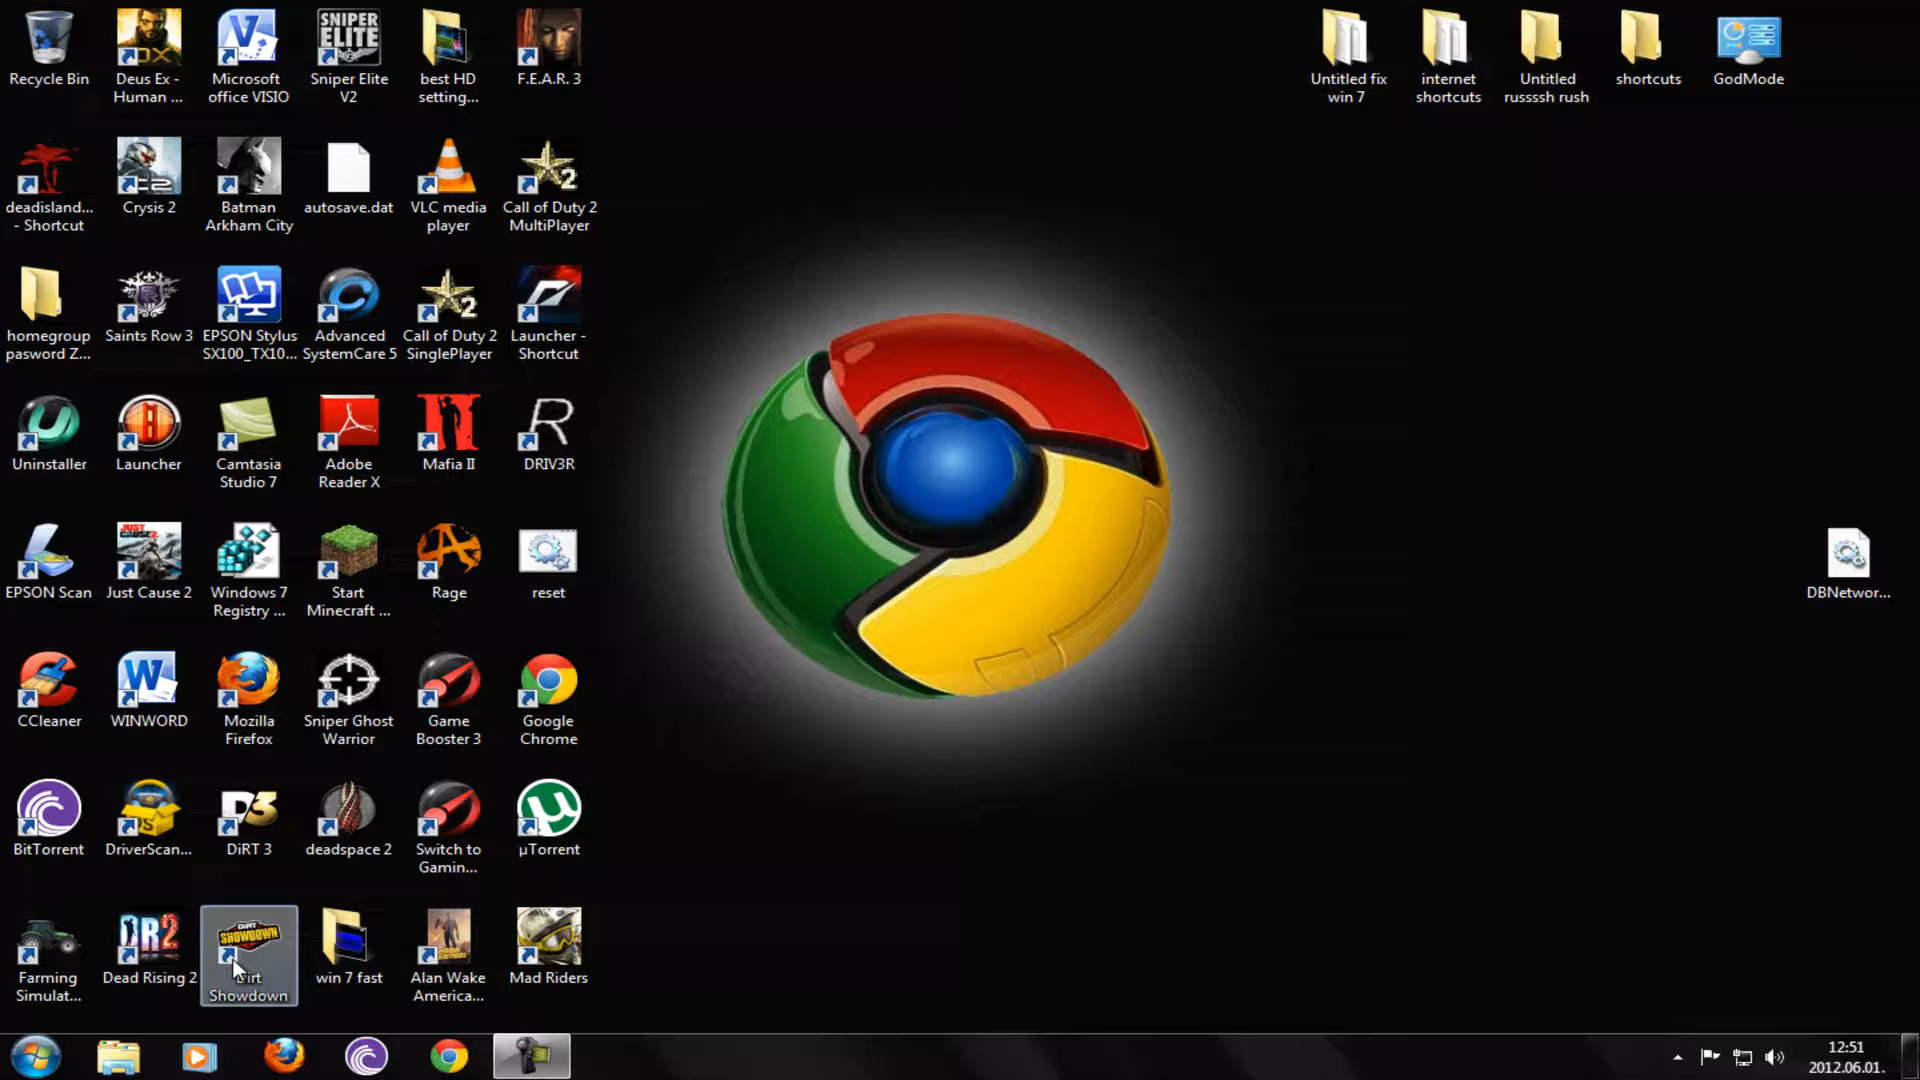 Recycle Bin
Deus Ex -
Human ...
Microsoft
office VISIO
SNIPER
ELITE
Sniper Elite
V2
best HD
setting...
F.E.A.R. 3
Untitled fix
win 7
internet
shortcuts
Untitled
russssh rush
shortcuts
GodMode
deadisland...
- Shortcut
Crysis 2
Batman
Arkham City
autosave.dat
VLC media
player
Call of Duty 2
MultiPlayer
homegroup
pasword Z...
Saints Row 3
EPSON Stylus
SX100_TX10...
Advanced
SystemCare 5
Call of Duty 2
SinglePlayer
Launcher -
Shortcut
Uninstaller
Launcher
Camtasia
Studio 7
Adobe
Reader X
Mafia II
DRIV3R
EPSON Scan
JUST
CAUSE2
Just Cause 2
Windows 7
Registry ...
Start
Minecraft ...
Rage
reset
DBNetwor...
CCleaner
WINWORD
Mozilla
Firefox
Sniper Ghost
Warrior
Game
Booster 3
Google
Chrome
BitTorrent
DriverScan...
D3
DiRT 3
deadspace 2
Switch to
Gamin...
µTorrent
Farming
Simulat...
DR2
Dead Rising 2
DiRT
SHOWDOWN
Dirt
Showdown
win 7 fast
Alan Wake
America...
Mad Riders
12:51
2012.06.01.